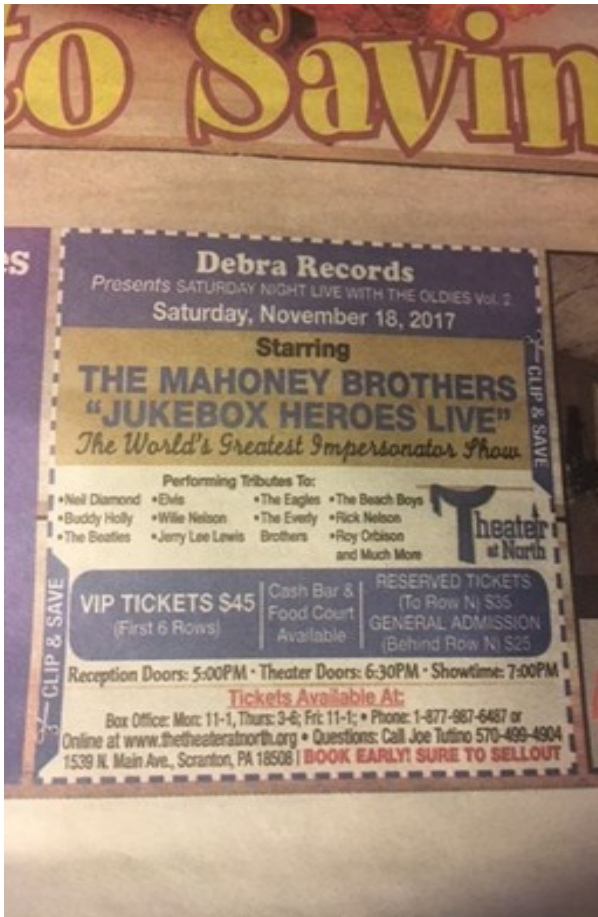 to Savin
es
Debra Records
Presents SATURDAY NIGHT LIVE WITH THE OLDIES Vol. 2
Saturday, November 18, 2017
Starring
THE MAHONEY BROTHERS
"JUKEBOX HEROES LIVE"
The World's Greatest Impersonator Show
CLIP & SAVE
Performing Tributes To:
•Neil Diamond •Elvis •The Eagles •The Beach Boys
•Buddy Holly •Willie Nelson •The Everly •Rick Nelson
•The Beatles •Jerry Lee Lewis Brothers •Roy Orbison
and Much More
Theater
at North
CLIP & SAVE
VIP TICKETS $45
(First 6 Rows)
Cash Bar &
Food Court
Available
RESERVED TICKETS
(To Row N) $35
GENERAL ADMISSION
(Behind Row N) $25
Reception Doors: 5:00PM • Theater Doors: 6:30PM • Showtime: 7:00PM
Tickets Available At:
Box Office: Mon: 11-1, Thurs: 3-6; Fri: 11-1; • Phone: 1-877-987-6487 or
Online at www.thetheateratnorth.org • Questions: Call Joe Tutino 570-499-4904
1539 N. Main Ave., Scranton, PA 18508 | BOOK EARLY! SURE TO SELLOUT